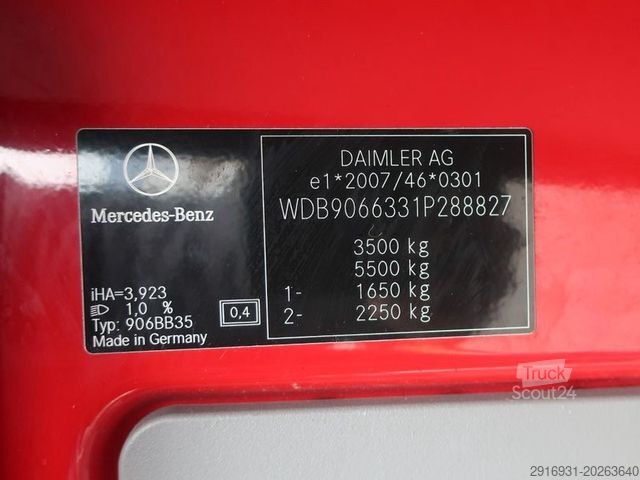 Mercedes-Benz
iHA=3,923
1,0 %
0,4
Typ: 906BB35
Made in Germany
DAIMLER AG
e1*2007/46*0301
WDB9066331P288827
3500 kg
5500 kg
1- 1650 kg
2- 2250 kg
Truck
Scout24
2916931-20263640